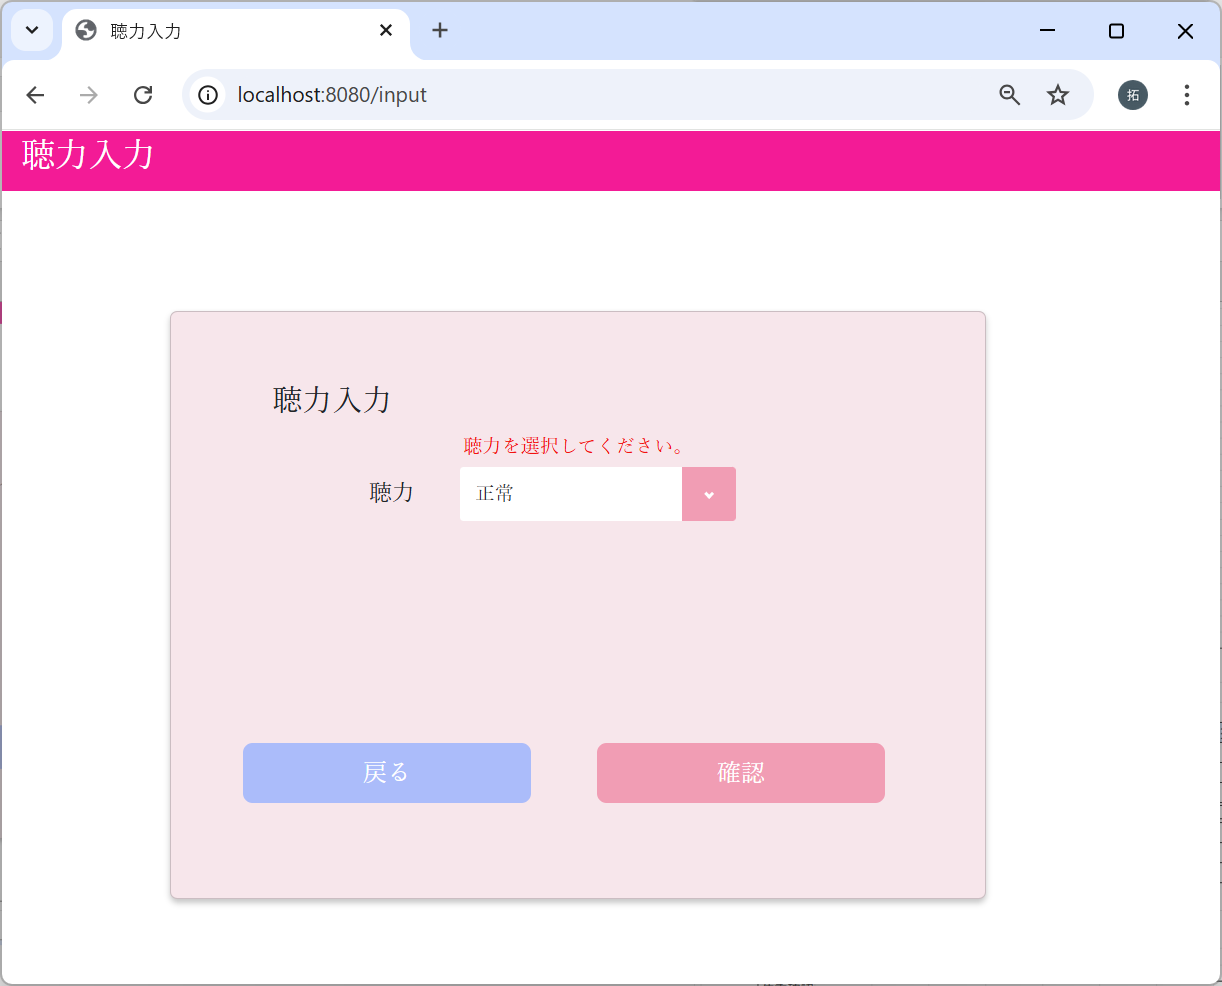 聴力入力
localhost:8080/input
拓
聴力入力
聴力入力
聴力を選択してください。
聴力 正常
戻る 確認